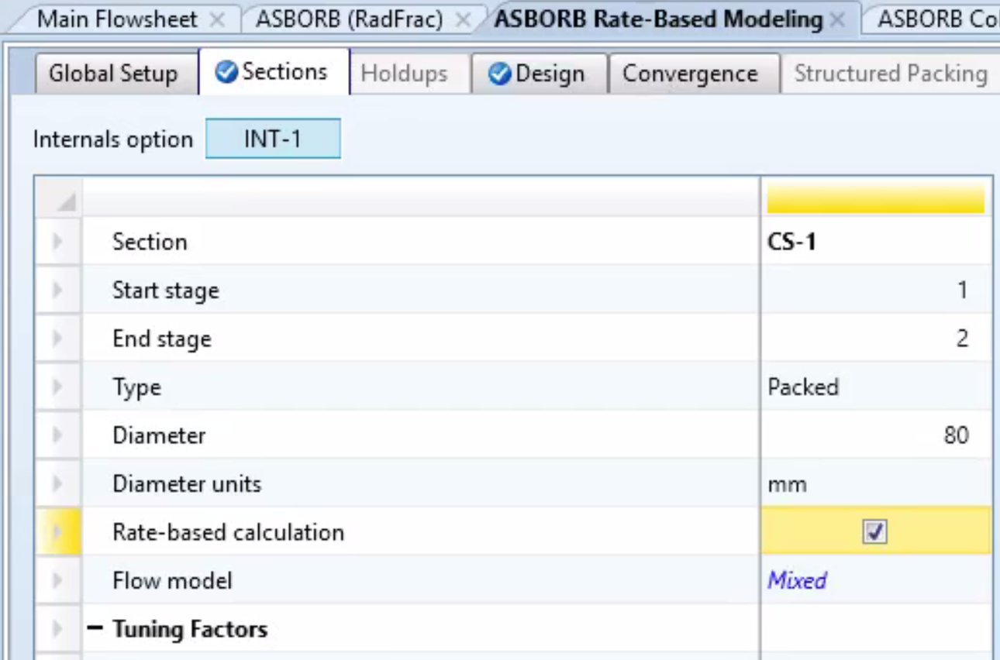 Main Flowsheet ASBORB (RadFrac) ASBORB Rate-Based Modeling ASBORB Co
Global Setup Sections Holdups Design Convergence Structured Packing
Internals option INT-1
Section CS-1
Start stage 1
End stage 2
Type Packed
Diameter 80
Diameter units mm
Rate-based calculation
Flow model Mixed
Tuning Factors